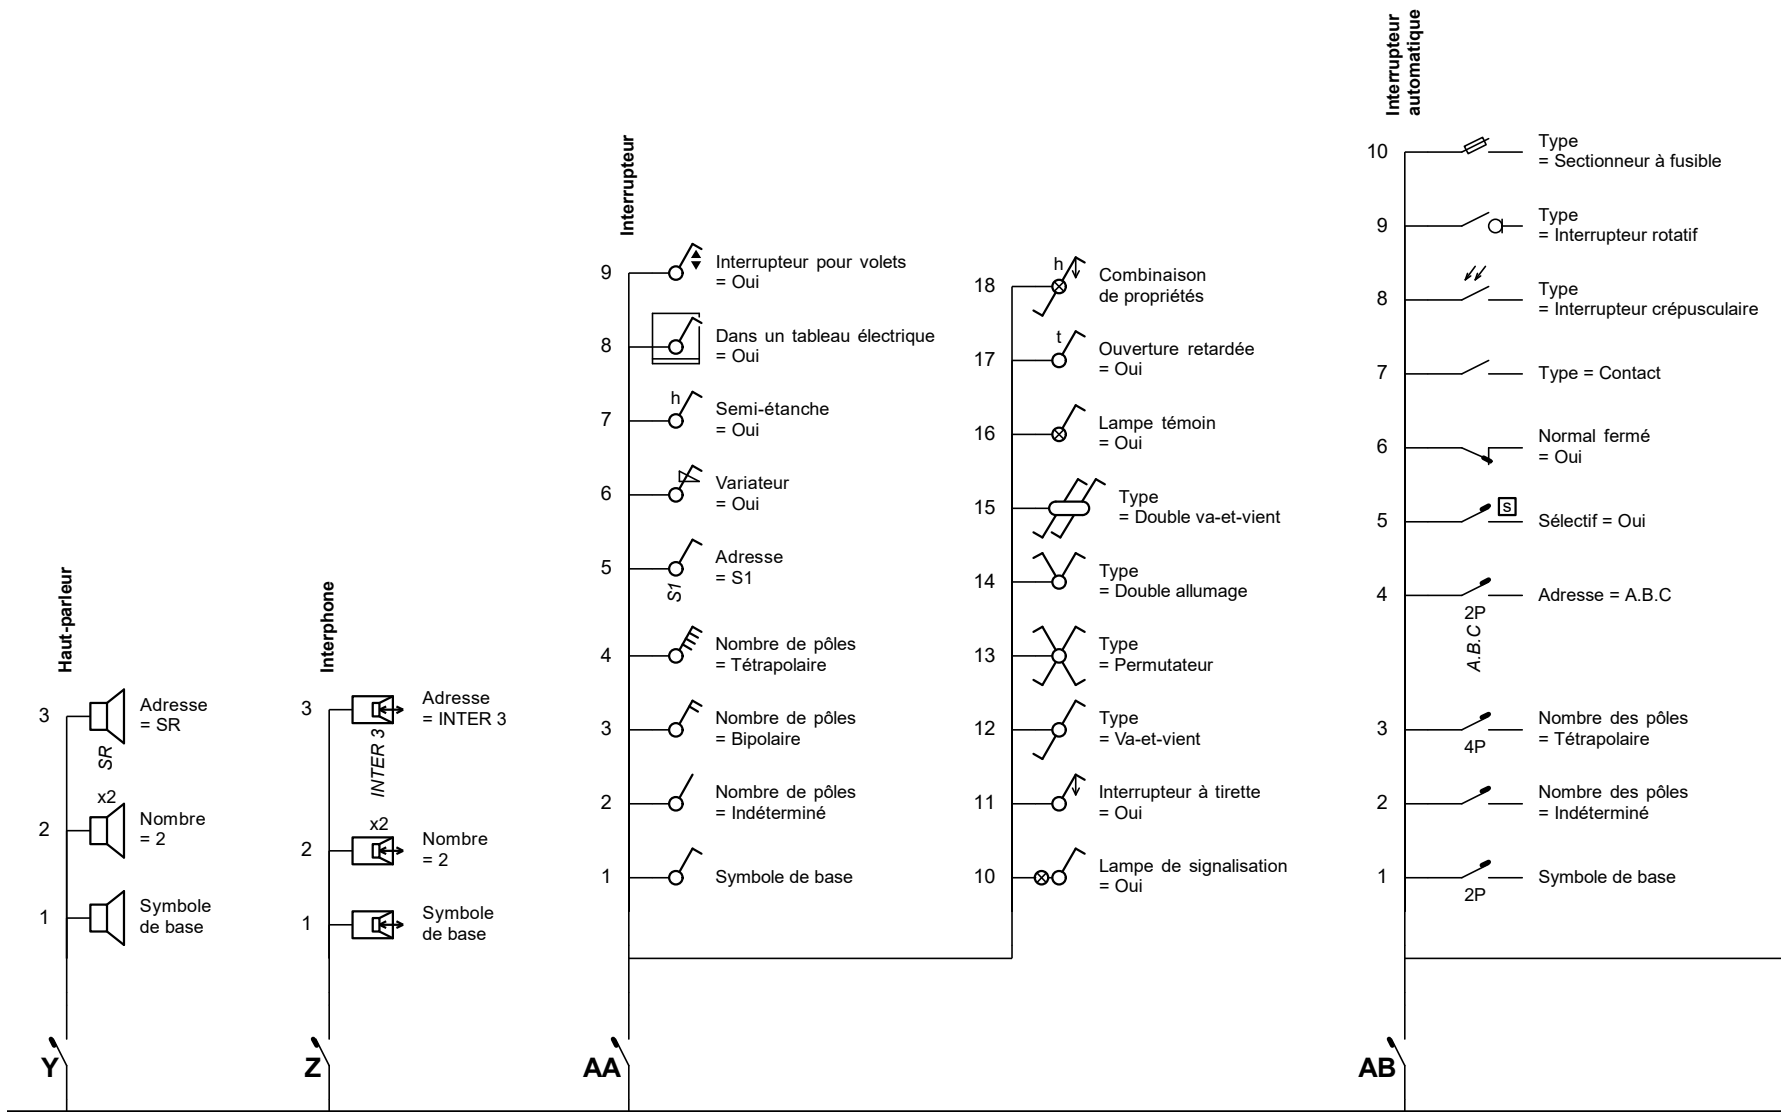 Haut-parleur
3
Adresse
= SR
SR
x2
2
Nombre
= 2
1
Symbole
de base
Y
Interphone
3
Adresse
= INTER 3
INTER 3
x2
2
Nombre
= 2
1
Symbole
de base
Z
Interrupteur
9
Interrupteur pour volets
= Oui
8
Dans un tableau électrique
= Oui
h
7
Semi-étanche
= Oui
6
Variateur
= Oui
5
Adresse
= S1
S1
4
Nombre de pôles
= Tétrapolaire
3
Nombre de pôles
= Bipolaire
2
Nombre de pôles
= Indéterminé
1
Symbole de base
h
18
Combinaison
de propriétés
t
17
Ouverture retardée
= Oui
16
Lampe témoin
= Oui
15
Type
= Double va-et-vient
14
Type
= Double allumage
13
Type
= Permutateur
12
Type
= Va-et-vient
11
Interrupteur à tirette
= Oui
10
Lampe de signalisation
= Oui
AA
Interrupteur
automatique
10
Type
= Sectionneur à fusible
9
Type
= Interrupteur rotatif
8
Type
= Interrupteur crépusculaire
7
Type = Contact
6
Normal fermé
= Oui
5
s
Sélectif = Oui
4
Adresse = A.B.C
2P
A.B.C
3
Nombre des pôles
= Tétrapolaire
4P
2
Nombre des pôles
= Indéterminé
1
Symbole de base
2P
AB